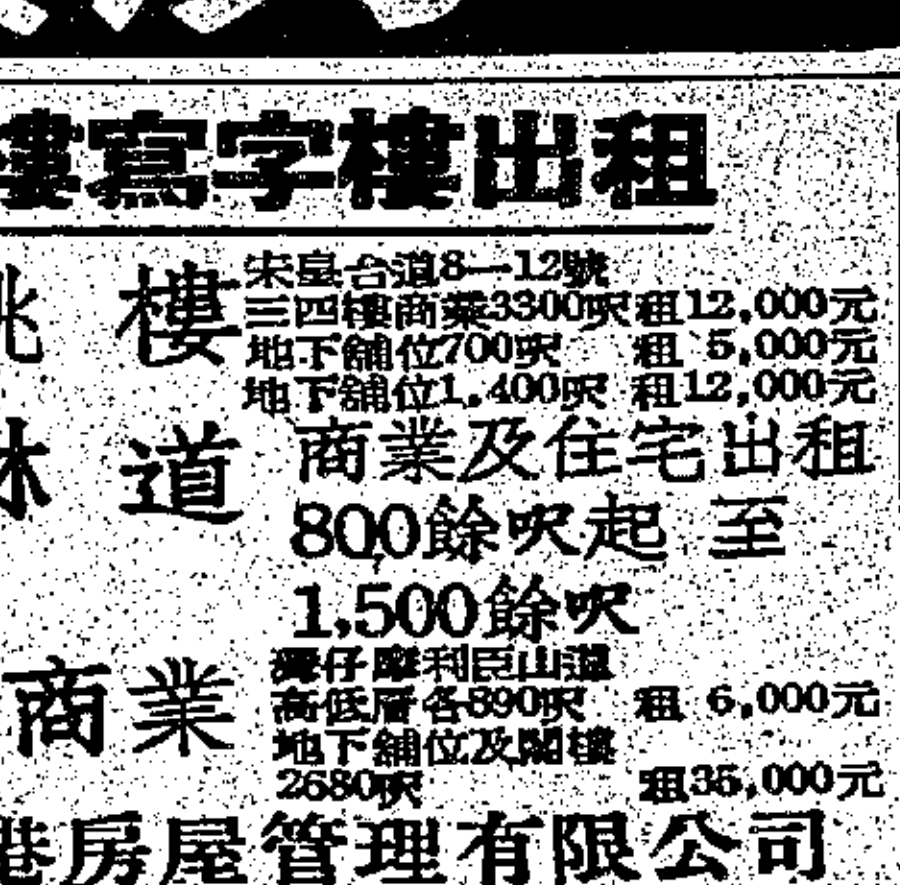 樓寫字樓出租
樓
宋皇台道8—12號
三四樓商業3300呎 租12,000元
地下舖位700呎 租 5,000元
地下舖位1,400呎 租12,000元
林道
商業及住宅出租
800餘呎起 至
1,500餘呎
商業
灣仔摩利臣山道
高低層各890呎 租 6,000元
地下舖位及閣樓
2680呎 租35,000元
港房屋管理有限公司